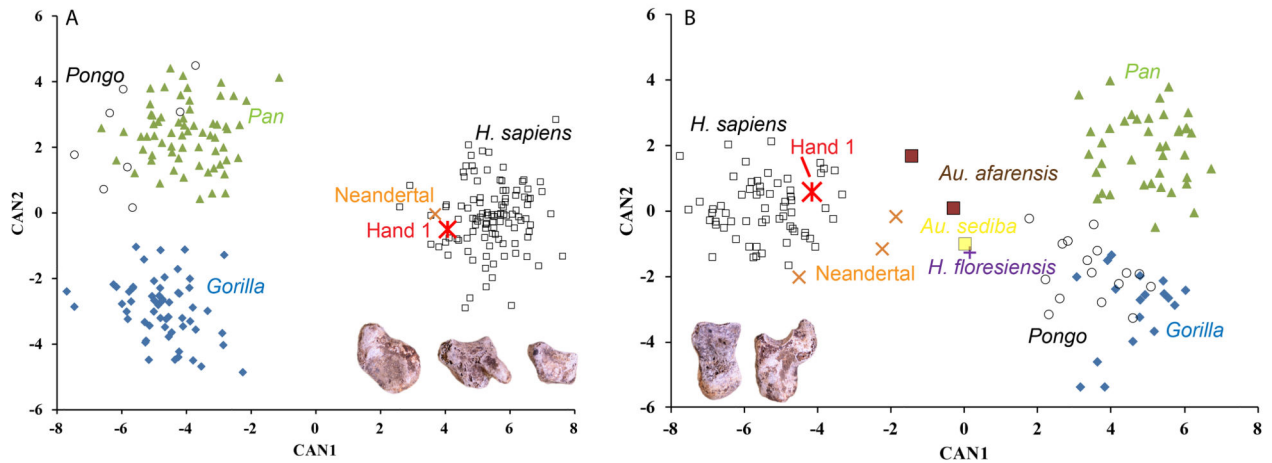 A
6
4
2
0
-2
-4
-6
-8
-6
-4
-2
0
2
4
6
8
CAN2
CAN1
Pongo
Pan
H. sapiens
Neandertal
Hand 1
Gorilla
B
6
4
2
0
-2
-4
-6
-8
-6
-4
-2
0
2
4
6
8
CAN2
CAN1
Pan
H. sapiens
Hand 1
Au. afarensis
Au. sediba
H. floresiensis
Neandertal
Pongo
Gorilla